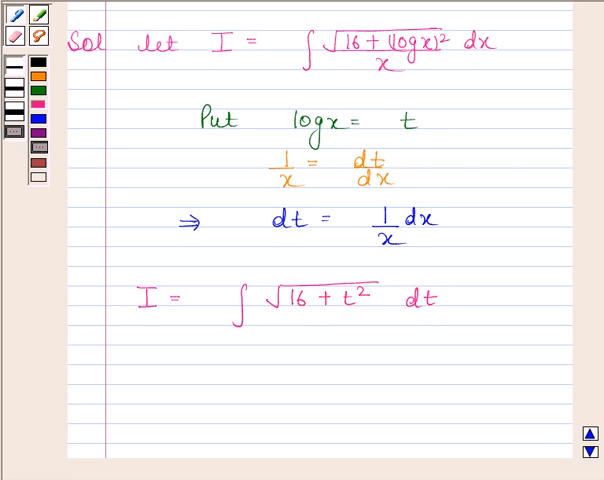 Sol let I = ∫ √(16 + (log x)²) / x dx
Put log x = t
1/x = dt/dx
⇒ dt = 1/x dx
I = ∫ √(16 + t²) dt